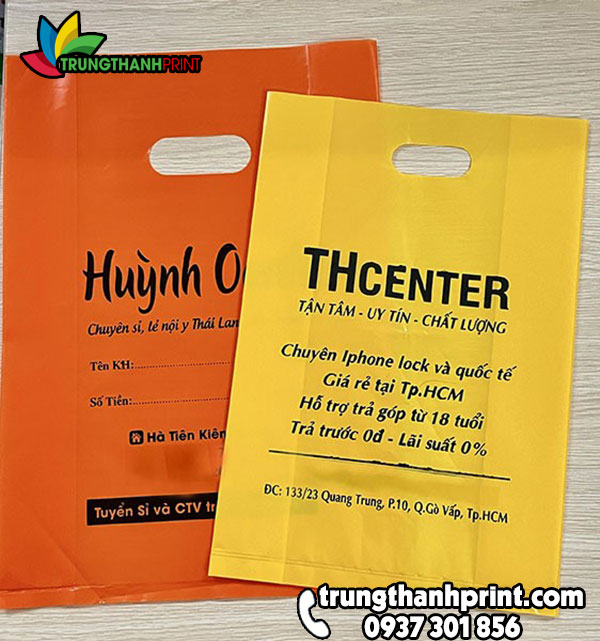 TRUNGTHANHPRINT
Huỳnh
Chuyên sỉ, lẻ nội y Thái Lan
Tên KH:
Số Tiền:
Hà Tiên Kiên
Tuyển Sỉ và CTV
THCENTER
TẬN TÂM - UY TÍN - CHẤT LƯỢNG
Chuyên Iphone lock và quốc tế
Giá rẻ tại Tp.HCM
Hỗ trợ trả góp từ 18 tuổi
Trả trước 0đ - Lãi suất 0%
ĐC: 133/23 Quang Trung, P.10, Q.Gò Vấp, Tp.HCM
trungthanhprint.com
0937 301 856